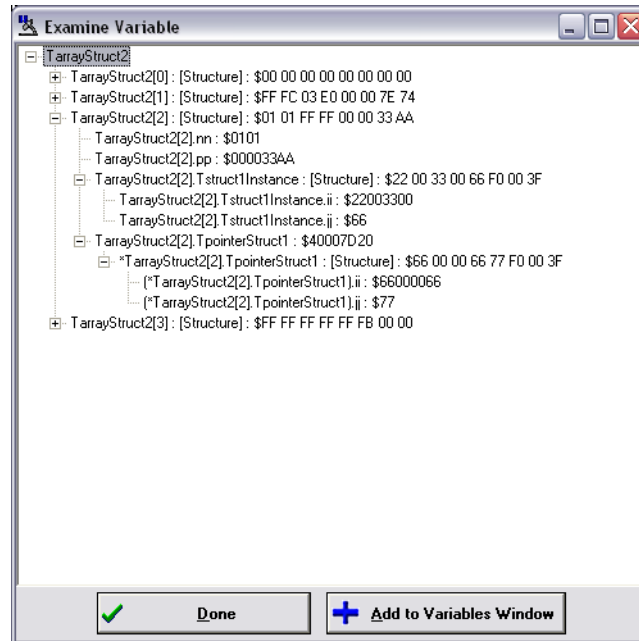 Examine Variable
TarrayStruct2
TarrayStruct2[0] : [Structure] : $00 00 00 00 00 00 00 00
TarrayStruct2[1] : [Structure] : $FF FC 03 E0 00 00 7E 74
TarrayStruct2[2] : [Structure] : $01 01 FF FF 00 00 33 AA
TarrayStruct2[2].nn : $0101
TarrayStruct2[2].pp : $000033AA
TarrayStruct2[2].Tstruct1Instance : [Structure] : $22 00 33 00 66 F0 00 3F
TarrayStruct2[2].Tstruct1Instance.ii : $22003300
TarrayStruct2[2].Tstruct1Instance.jj : $66
TarrayStruct2[2].TpointerStruct1 : $40007D20
*TarrayStruct2[2].TpointerStruct1 : [Structure] : $66 00 00 66 77 F0 00 3F
(*TarrayStruct2[2].TpointerStruct1).ii : $66000066
(*TarrayStruct2[2].TpointerStruct1).jj : $77
TarrayStruct2[3] : [Structure] : $FF FF FF FF FF FB 00 00
Done
Add to Variables Window